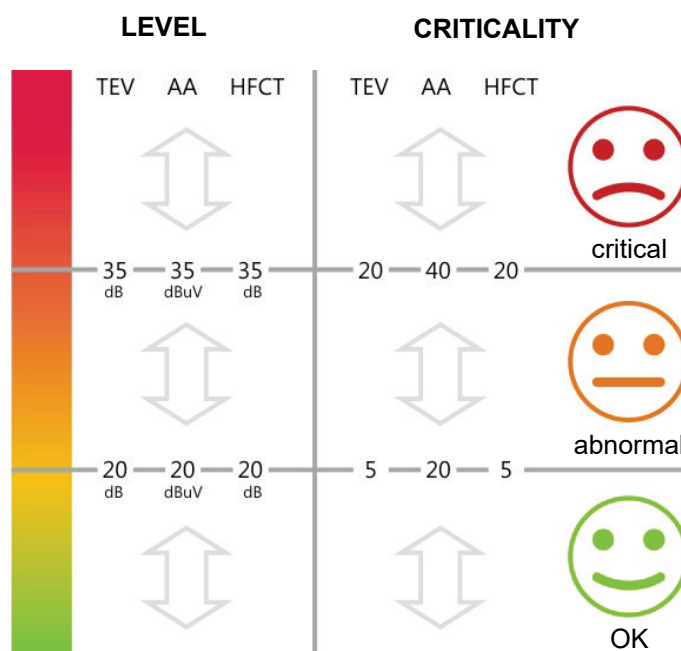 LEVEL CRITICALITY
TEV AA HFCT TEV AA HFCT
critical
35 35 35 20 40 20
dB dBuV dB
abnormal
20 20 20 5 20 5
dB dBuV dB
OK